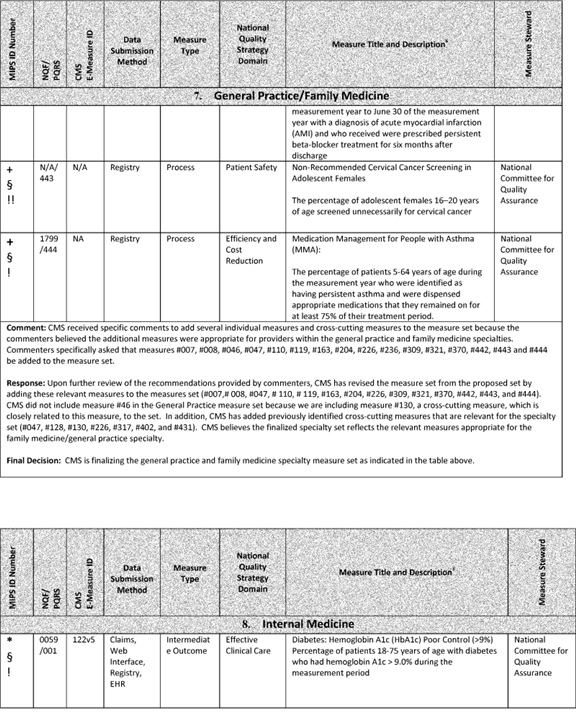 MIPS ID Number
NQF/
PQRS
CMS
E-Measure ID
Data
Submission
Method
Measure
Type
National
Quality
Strategy
Domain
Measure Title and Description¥
Measure Steward
7. General Practice/Family Medicine
measurement year to June 30 of the measurement
year with a diagnosis of acute myocardial infarction
(AMI) and who received were prescribed persistent
beta-blocker treatment for six months after
discharge
+
§
!!
N/A/
443
N/A
Registry
Process
Patient Safety
Non-Recommended Cervical Cancer Screening in
Adolescent Females
The percentage of adolescent females 16–20 years
of age screened unnecessarily for cervical cancer
National
Committee for
Quality
Assurance
+
§
!
1799
/444
NA
Registry
Process
Efficiency and
Cost
Reduction
Medication Management for People with Asthma
(MMA):
The percentage of patients 5-64 years of age during
the measurement year who were identified as
having persistent asthma and were dispensed
appropriate medications that they remained on for
at least 75% of their treatment period.
National
Committee for
Quality
Assurance
Comment: CMS received specific comments to add several individual measures and cross-cutting measures to the measure set because the
commenters believed the additional measures were appropriate for providers within the general practice and family medicine specialties.
Commenters specifically asked that measures #007, #008, #046, #047, #110, #119, #163, #204, #226, #236, #309, #321, #370, #442, #443 and #444
be added to the measure set.
Response: Upon further review of the recommendations provided by commenters, CMS has revised the measure set from the proposed set by
adding these relevant measures to the measures set (#007,# 008, #047, # 110, # 119, #163, #204, #226, #309, #321, #370, #442, #443, and #444).
CMS did not include measure #46 in the General Practice measure set because we are including measure #130, a cross-cutting measure, which is
closely related to this measure, to the set. In addition, CMS has added previously identified cross-cutting measures that are relevant for the specialty
set (#047, #128, #130, #226, #317, #402, and #431). CMS believes the finalized specialty set reflects the relevant measures appropriate for the
family medicine/general practice specialty.
Final Decision: CMS is finalizing the general practice and family medicine specialty measure set as indicated in the table above.
MIPS ID Number
NQF/
PQRS
CMS
E-Measure ID
Data
Submission
Method
Measure
Type
National
Quality
Strategy
Domain
Measure Title and Description¥
Measure Steward
8. Internal Medicine
*
§
!
0059
/001
122v5
Claims,
Web
Interface,
Registry,
EHR
Intermediat
e Outcome
Effective
Clinical Care
Diabetes: Hemoglobin A1c (HbA1c) Poor Control (>9%)
Percentage of patients 18-75 years of age with diabetes
who had hemoglobin A1c > 9.0% during the
measurement period
National
Committee for
Quality
Assurance